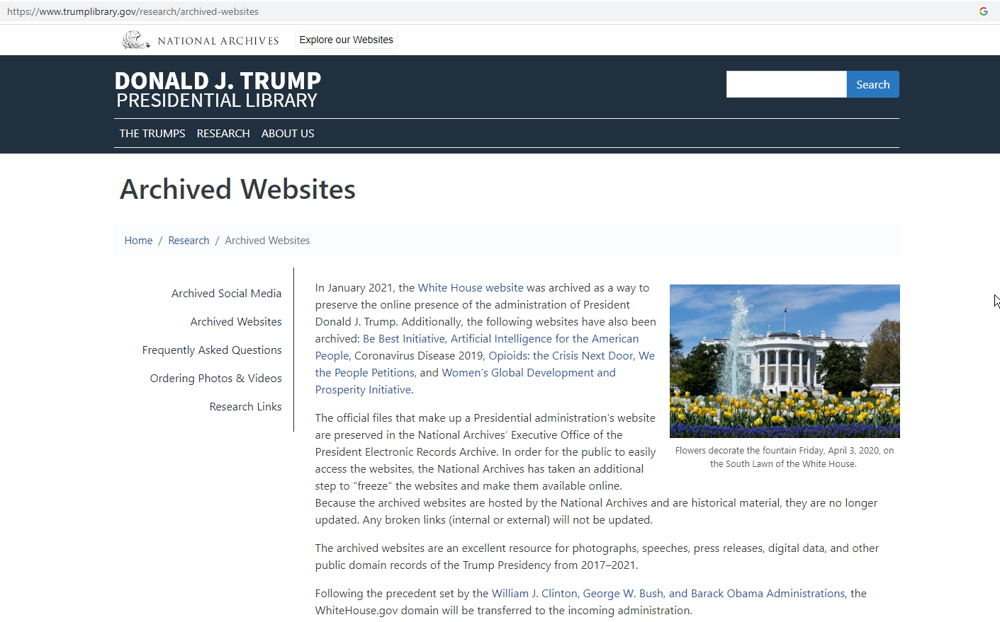 https://www.trumplibrary.gov/research/archived-websites
NATIONAL ARCHIVES
Explore our Websites
DONALD J. TRUMP
PRESIDENTIAL LIBRARY
Search
THE TRUMPS RESEARCH ABOUT US
Archived Websites
Home / Research / Archived Websites
Archived Social Media
Archived Websites
Frequently Asked Questions
Ordering Photos & Videos
Research Links
In January 2021, the White House website was archived as a way to
preserve the online presence of the administration of President
Donald J. Trump. Additionally, the following websites have also been
archived: Be Best Initiative, Artificial Intelligence for the American
People, Coronavirus Disease 2019, Opioids: the Crisis Next Door, We
the People Petitions, and Women’s Global Development and
Prosperity Initiative.
Flowers decorate the fountain Friday, April 3, 2020, on
the South Lawn of the White House.
The official files that make up a Presidential administration's website
are preserved in the National Archives’ Executive Office of the
President Electronic Records Archive. In order for the public to easily
access the websites, the National Archives has taken an additional
step to "freeze" the websites and make them available online.
Because the archived websites are hosted by the National Archives and are historical material, they are no longer
updated. Any broken links (internal or external) will not be updated.
The archived websites are an excellent resource for photographs, speeches, press releases, digital data, and other
public domain records of the Trump Presidency from 2017–2021.
Following the precedent set by the William J. Clinton, George W. Bush, and Barack Obama Administrations, the
WhiteHouse.gov domain will be transferred to the incoming administration.